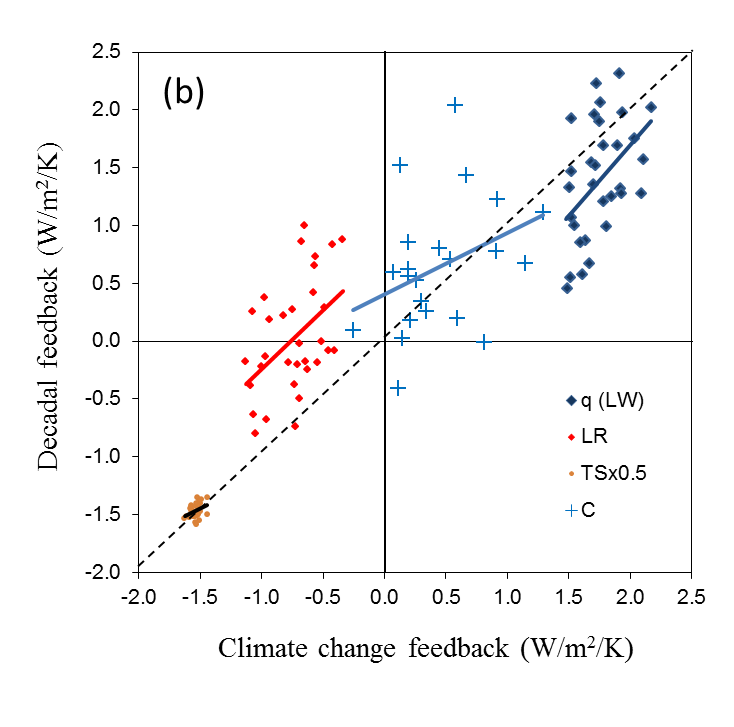 (b)
Decadal feedback (W/m²/K)
2.5
2.0
1.5
1.0
0.5
0.0
-0.5
-1.0
-1.5
-2.0
q (LW)
LR
TSx0.5
C
-2.0 -1.5 -1.0 -0.5 0.0 0.5 1.0 1.5 2.0 2.5
Climate change feedback (W/m²/K)